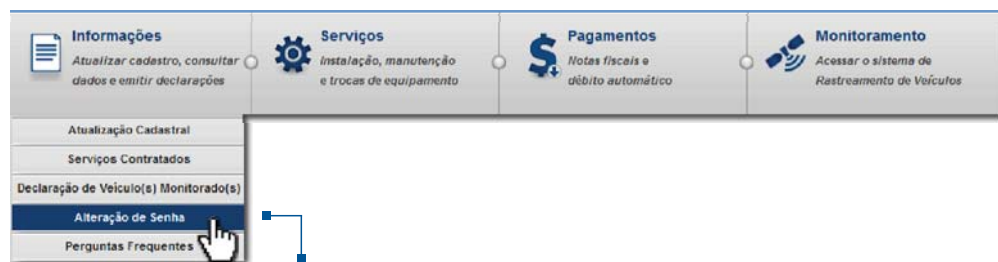 Informações
Atualizar cadastro, consultar
dados e emitir declarações
Serviços
Instalação, manutenção
e trocas de equipamento
Pagamentos
Notas fiscais e
débito automático
Monitoramento
Acessar o sistema de
Rastreamento de Veículos
Atualização Cadastral
Serviços Contratados
Declaração de Veículo(s) Monitorado(s)
Alteração de Senha
Perguntas Frequentes